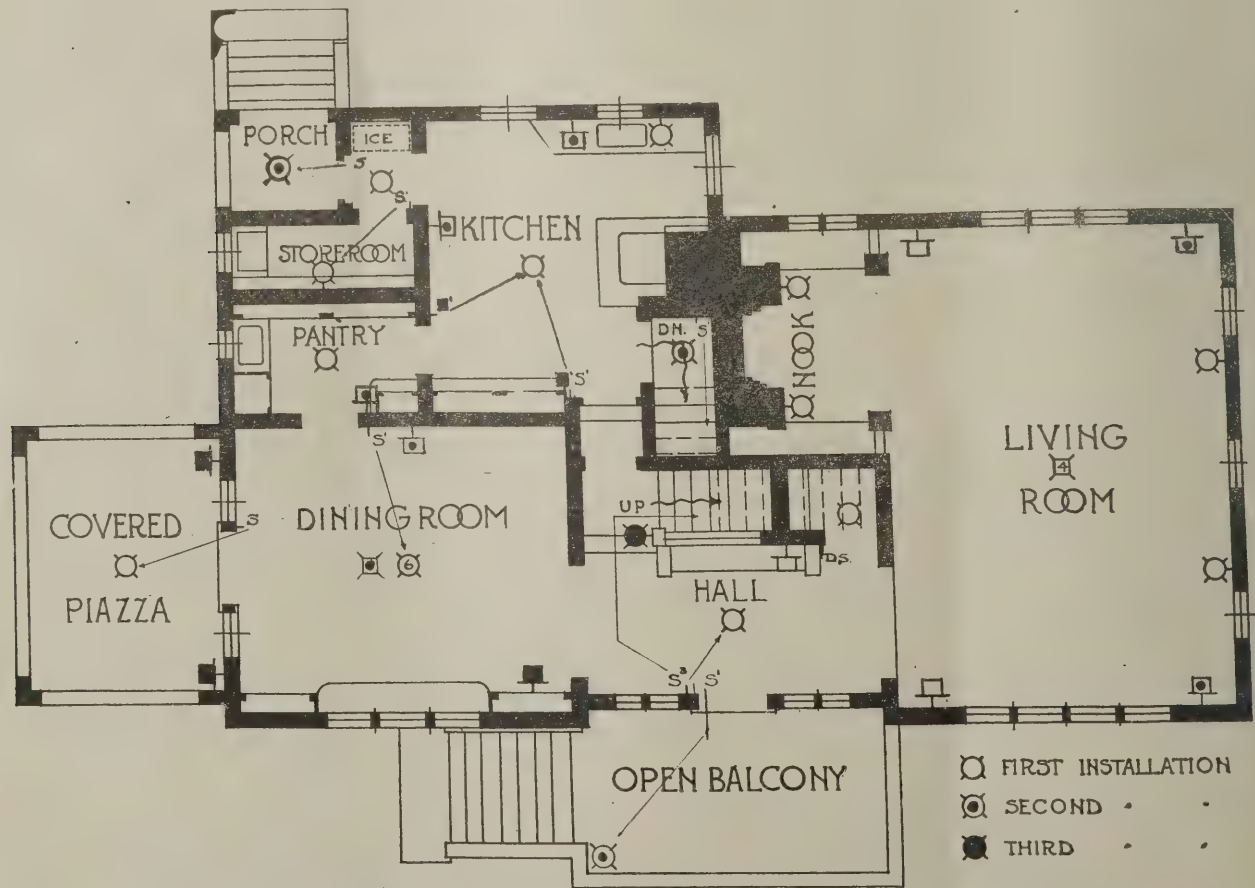 PORCH
ICE
S
S'
STOREROOM
KITCHEN
PANTRY
S'
DN.
S
NOOK
S'
LIVING
4
ROOM
S'
UP
S
COVERED
DINING ROOM
6
PIAZZA
D.S.
HALL
S³ S'
OPEN BALCONY
FIRST INSTALLATION
SECOND " "
THIRD " "